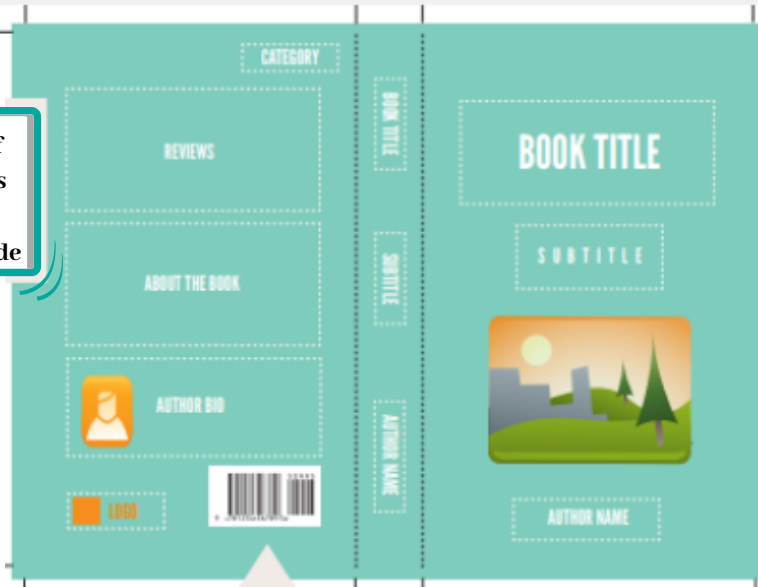 CATEGORY
REVIEWS
f
s
de
ABOUT THE BOOK
AUTHOR BIO
LOGO
BOOK TITLE
SUBTITLE
AUTHOR NAME
BOOK TITLE
SUBTITLE
AUTHOR NAME